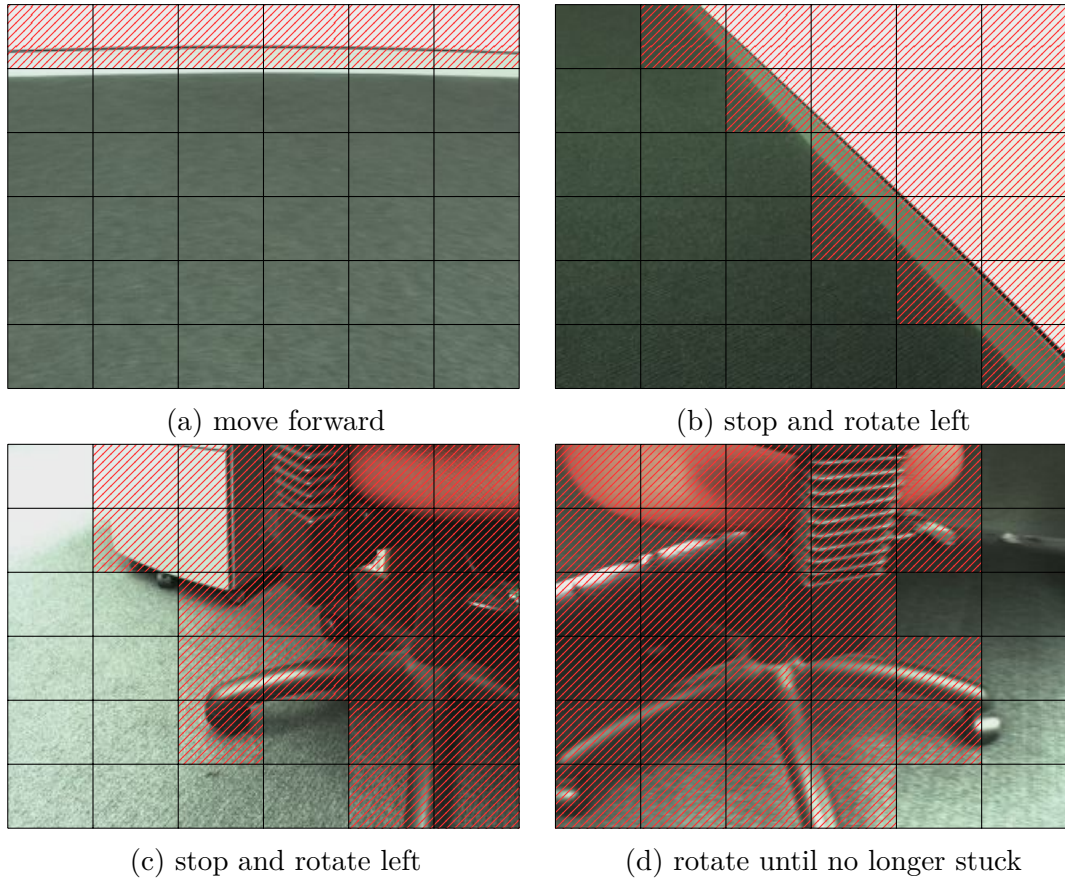 (a) move forward
(b) stop and rotate left
(c) stop and rotate left
(d) rotate until no longer stuck